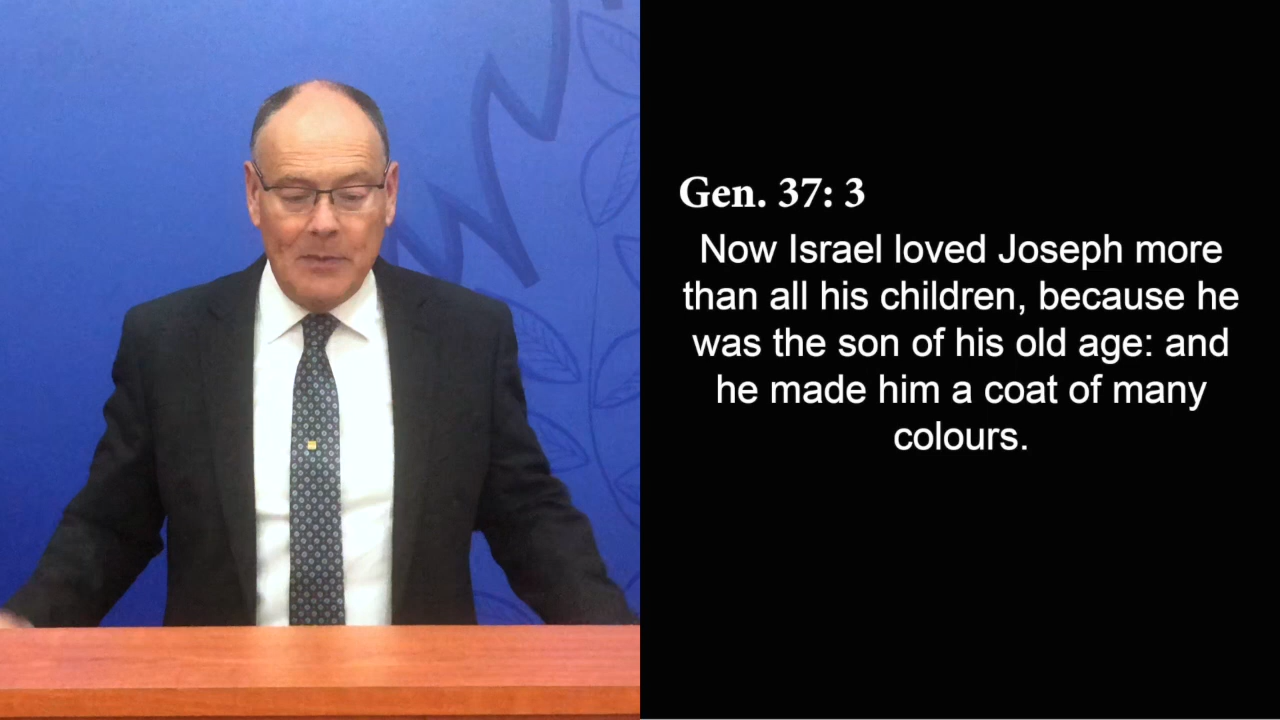 Gen. 37: 3
Now Israel loved Joseph more
than all his children, because he
was the son of his old age: and
he made him a coat of many
colours.